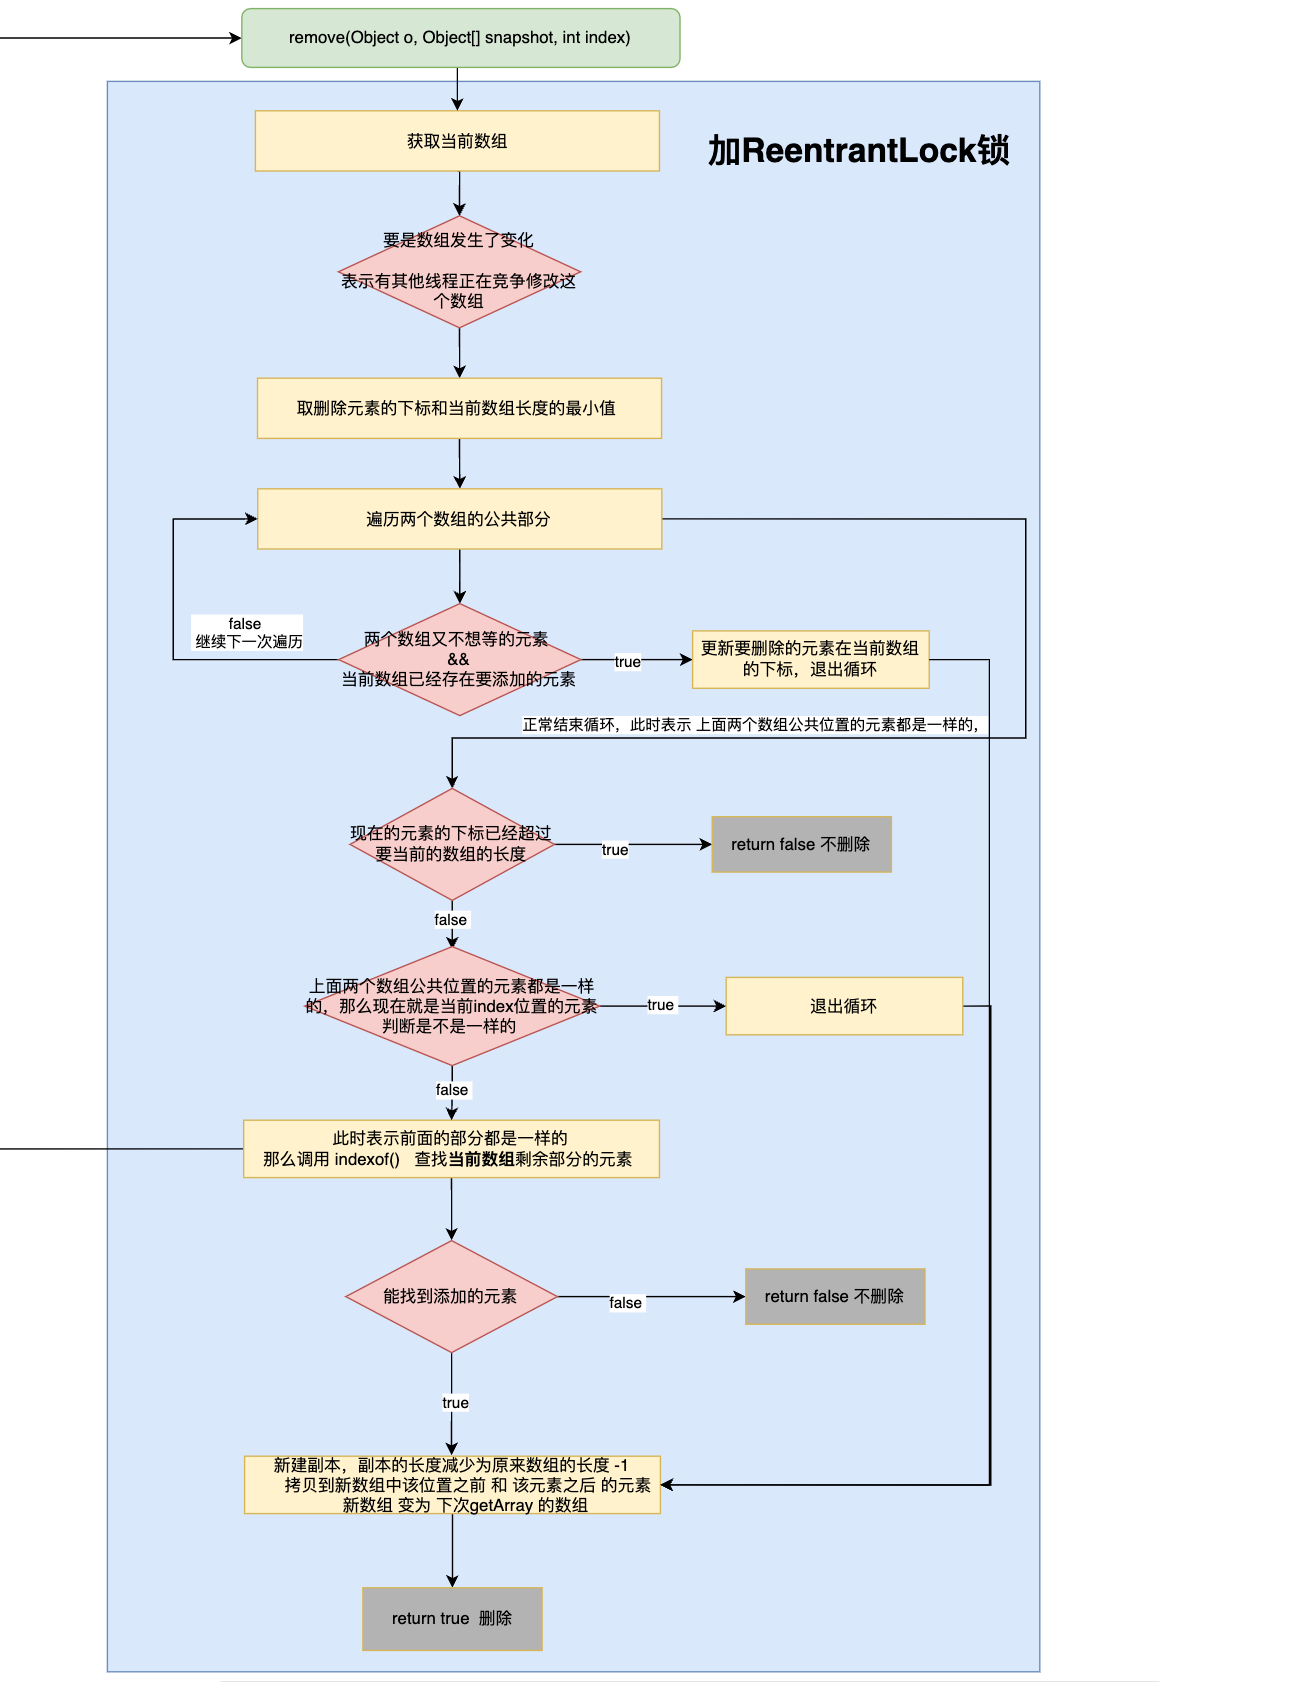 remove(Object o, Object[] snapshot, int index)
获取当前数组
加ReentrantLock锁
要是数组发生了变化
表示有其他线程正在竞争修改这
个数组
取删除元素的下标和当前数组长度的最小值
遍历两个数组的公共部分
false
继续下一次遍历
两个数组又不想等的元素
&&
当前数组已经存在要添加的元素
true
更新要删除的元素在当前数组
的下标，退出循环
正常结束循环，此时表示 上面两个数组公共位置的元素都是一样的，
现在的元素的下标已经超过
要当前的数组的长度
true
return false 不删除
false
上面两个数组公共位置的元素都是一样
的，那么现在就是当前index位置的元素
判断是不是一样的
true
退出循环
false
此时表示前面的部分都是一样的
那么调用 indexof() 查找当前数组剩余部分的元素
能找到添加的元素
false
return false 不删除
true
新建副本，副本的长度减少为原来数组的长度 -1
拷贝到新数组中该位置之前 和 该元素之后 的元素
新数组 变为 下次getArray 的数组
return true 删除